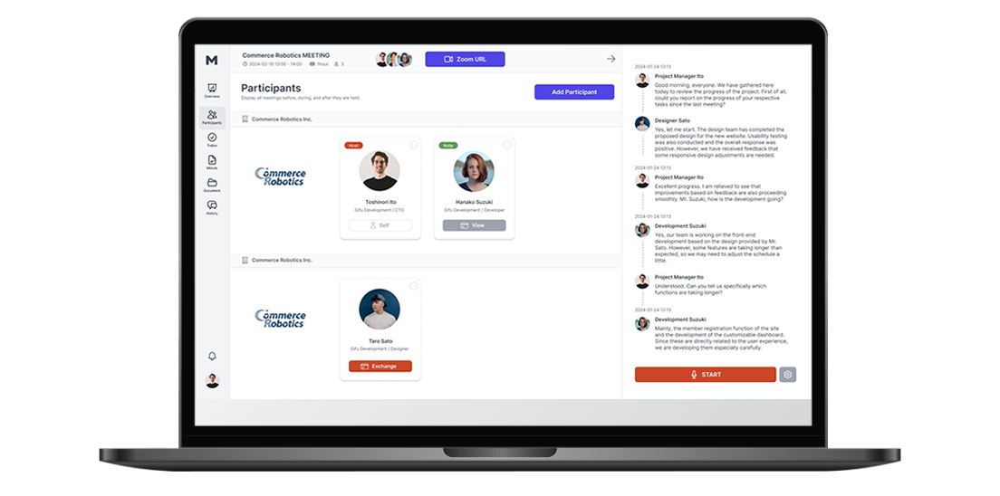 M
Overview
Participants
Todos
Minuts
Document
History
Commerce Robotics MEETING
2024-02-10 13:00 - 14:00 1hour 3
Zoom URL
Participants
Display all meetings before, during, and after they are held.
Add Participant
Commerce Robotics Inc.
Commerce
Robotics
Host
Toshinori Ito
Gifu Development / CTO
Self
Note
Hanako Suzuki
Gifu Development / Developer
View
Commerce Robotics Inc.
Commerce
Robotics
Taro Sato
Gifu Development / Designer
Exchange
2024-01-24 13:13
Project Manager Ito
Good morning, everyone. We have gathered here
today to review the progress of the project. First of all,
could you report on the progress of your respective
tasks since the last meeting?
Designer Sato
Yes, let me start. The design team has completed the
proposed design for the new website. Usability testing
was also conducted and the overall response was
positive. However, we have received feedback that
some responsive design adjustments are needed.
2024-01-24 13:13
Project Manager Ito
Excellent progress. I am relieved to see that
improvements based on feedback are also proceeding
smoothly. Mr. Suzuki, how is the development going?
2024-01-24 13:13
Development Suzuki
Yes, our team is working on the front-end
development based on the design provided by Mr.
Sato. However, some features are taking longer than
expected, so we may need to adjust the schedule a
little.
Project Manager Ito
Understood. Can you tell us specifically which
functions are taking longer?
2024-01-24 13:13
Development Suzuki
Mainly, the member registration function of the site
and the development of the customizable dashboard.
Since these are directly related to the user experience,
we are developing them especially carefully.
START